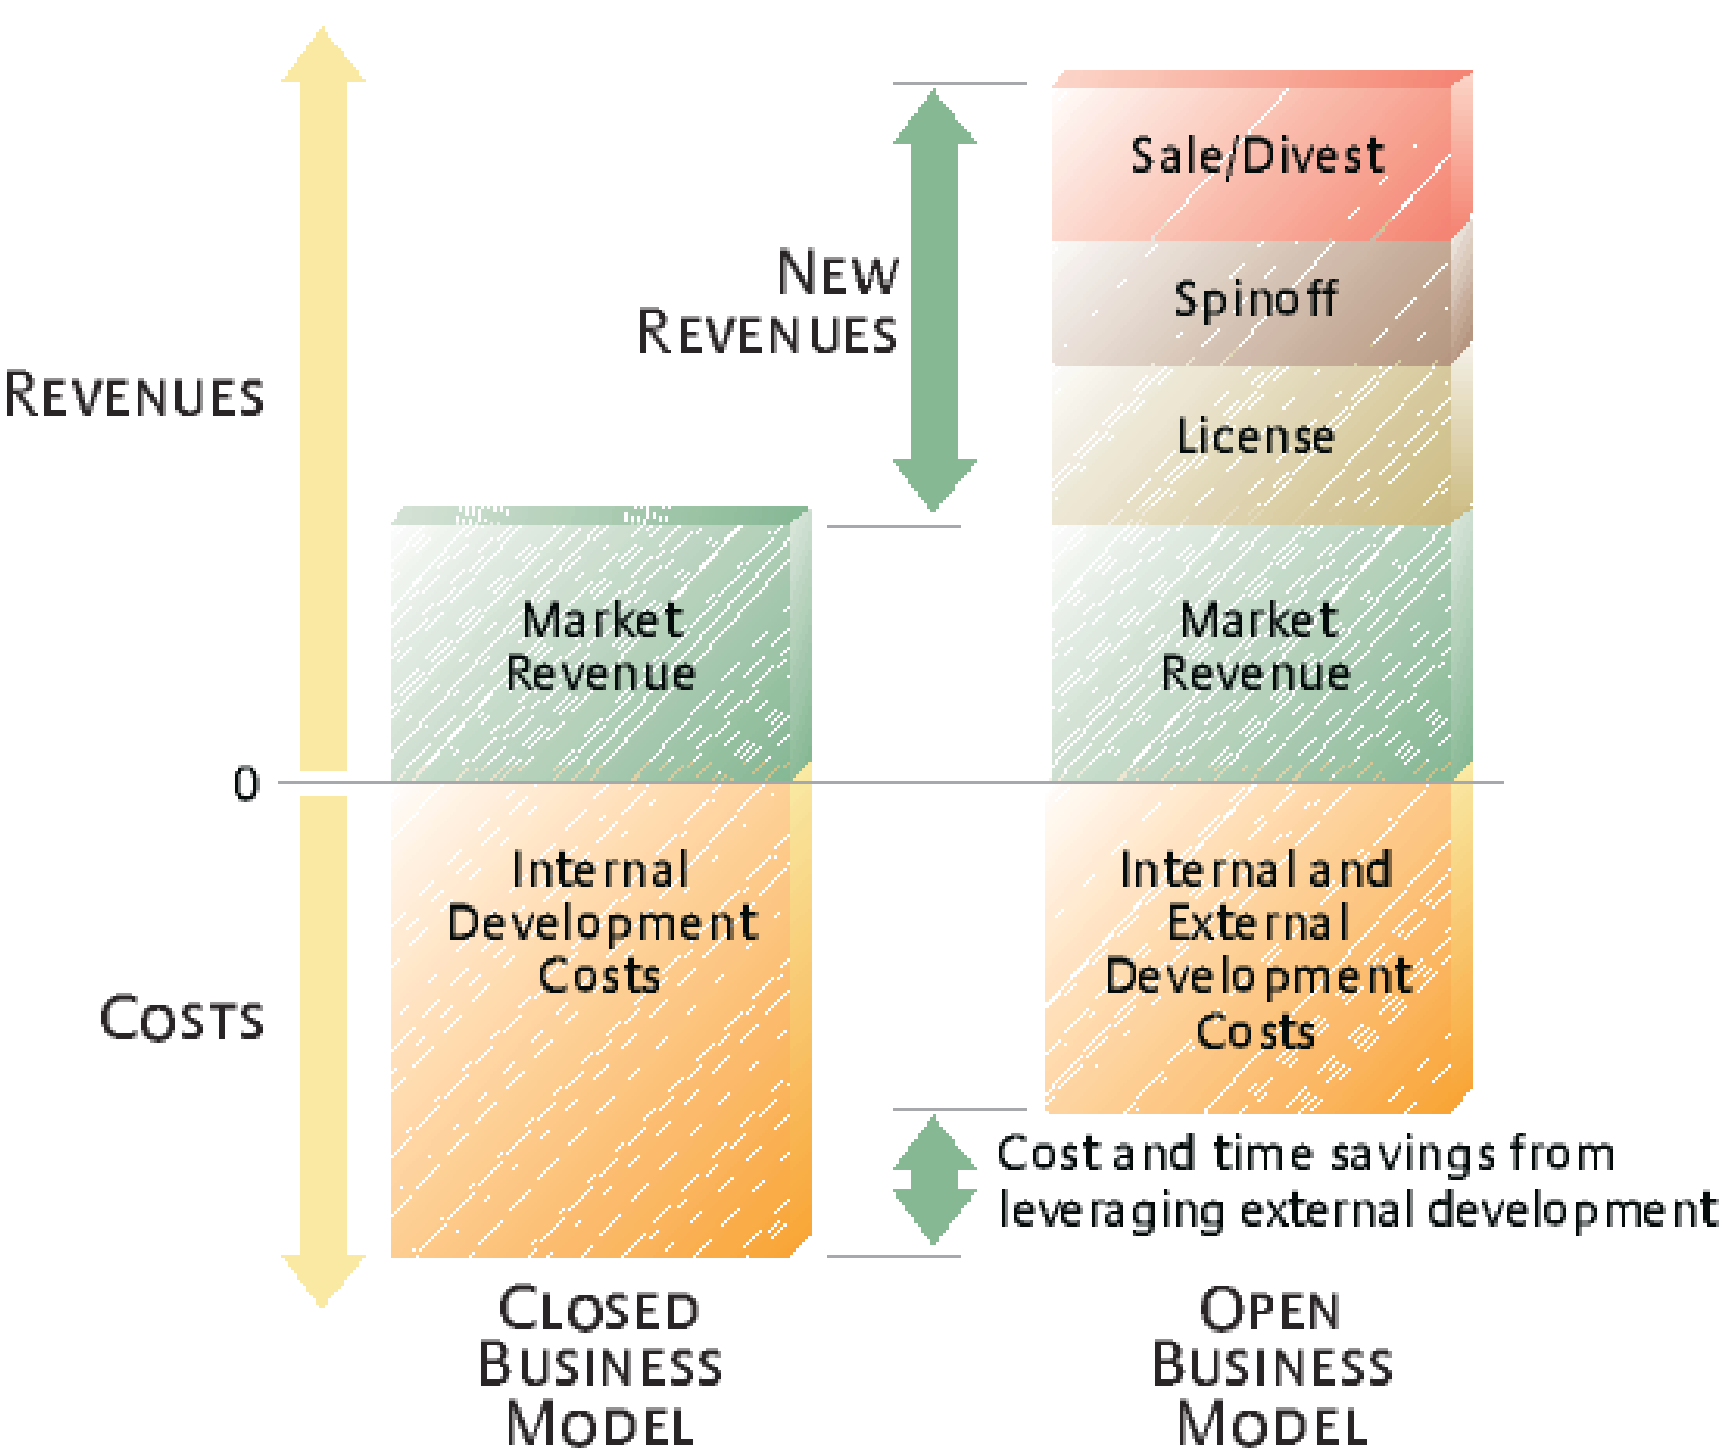 Sale/Divest
Spinoff
License
Market
Revenue
NEW
REVENUES
REVENUES
Market
Revenue
0
Internal
Development
Costs
Internal and
External
Development
Costs
COSTS
Cost and time savings from
leveraging external development
CLOSED
BUSINESS
MODEL
OPEN
BUSINESS
MODEL